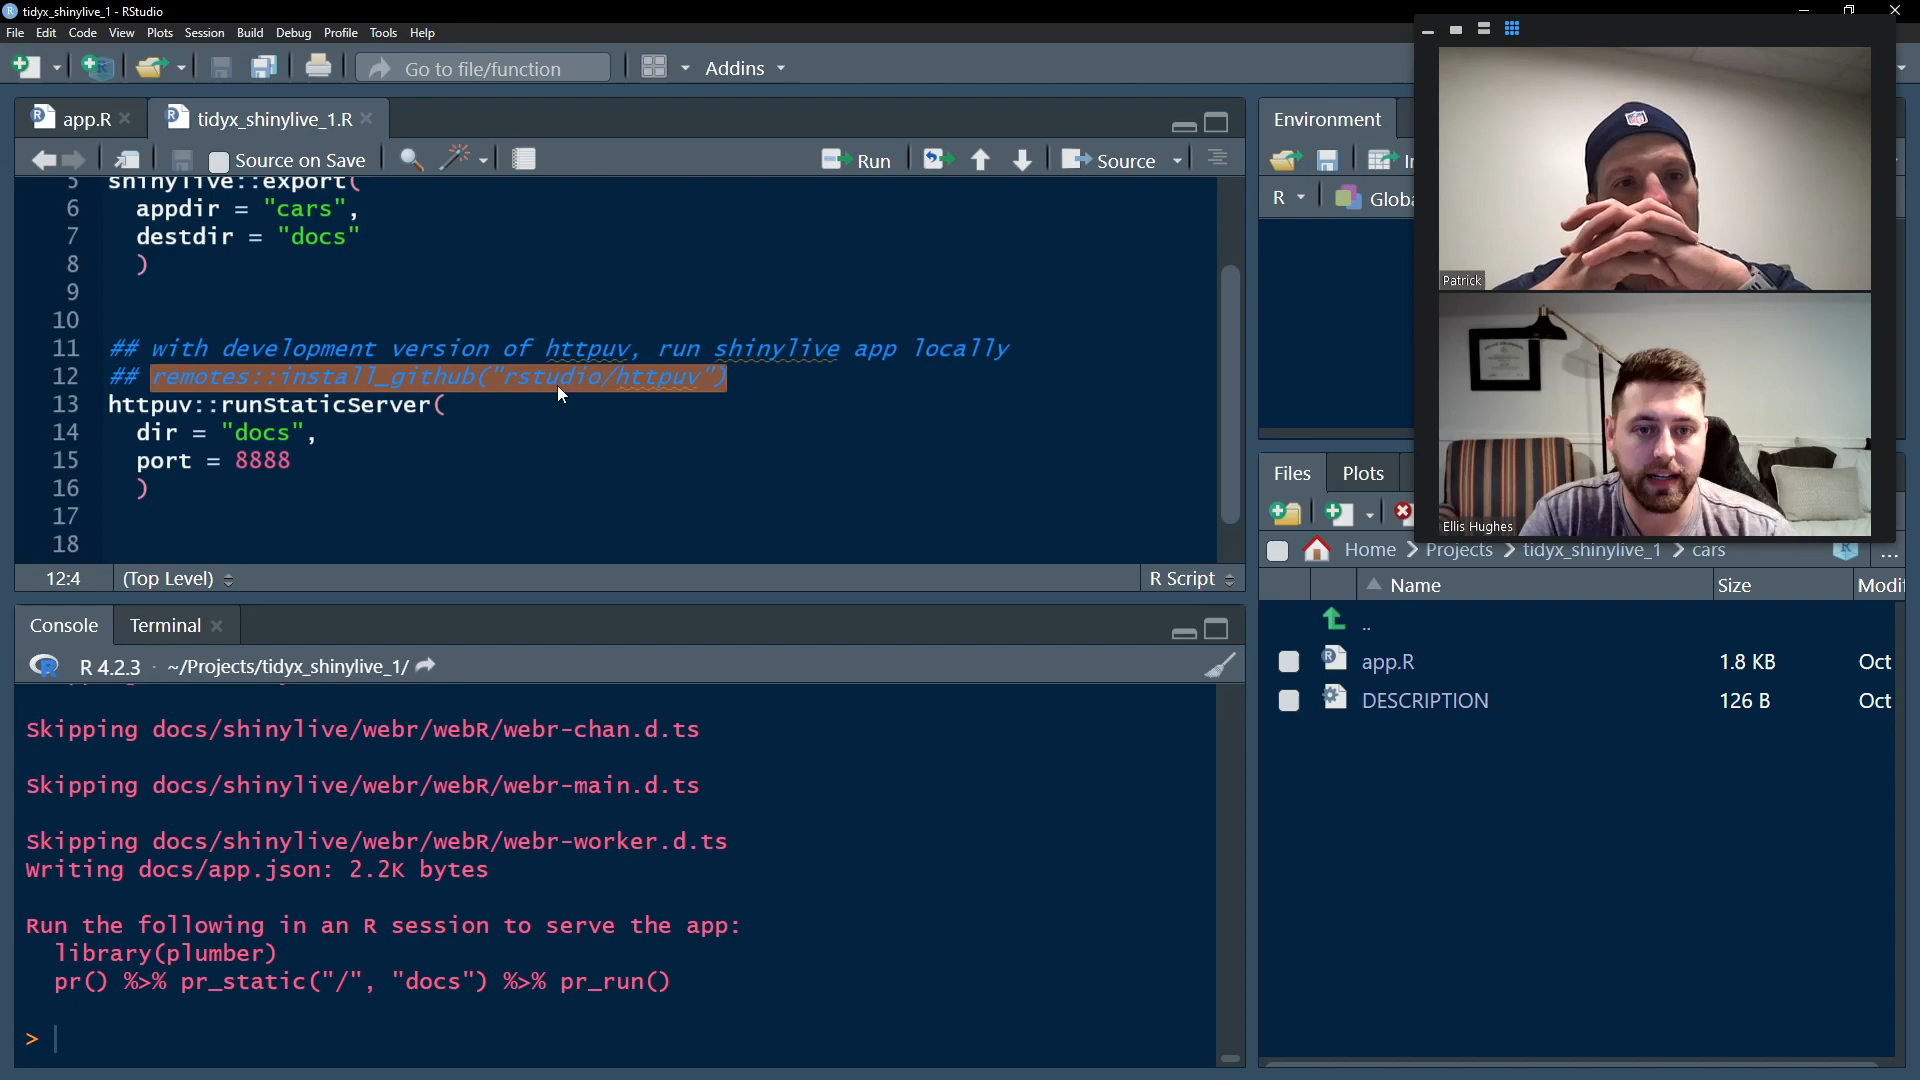 tidyx_shinylive_1 - RStudio
File Edit Code View Plots Session Build Debug Profile Tools Help
Go to file/function
Addins
app.R
tidyx_shinylive_1.R
Source on Save
Run
Source
5 shinylive::export(
6 appdir = "cars",
7 destdir = "docs"
8 )
9
10
11 ## with development version of httpuv, run shinylive app locally
12 ## remotes::install_github("rstudio/httpuv")
13 httpuv::runStaticServer(
14 dir = "docs",
15 port = 8888
16 )
17
18
12:4 (Top Level) R Script
Console Terminal
R 4.2.3 · ~/Projects/tidyx_shinylive_1/
Skipping docs/shinylive/webr/webR/webr-chan.d.ts
Skipping docs/shinylive/webr/webR/webr-main.d.ts
Skipping docs/shinylive/webr/webR/webr-worker.d.ts
Writing docs/app.json: 2.2K bytes
Run the following in an R session to serve the app:
library(plumber)
pr() %>% pr_static("/", "docs") %>% pr_run()
>
Environment
R Globa
Patrick
NFL
Ellis Hughes
Files Plots
Home Projects tidyx_shinylive_1 cars ...
Name Size Modif
..
app.R 1.8 KB Oct
DESCRIPTION 126 B Oct